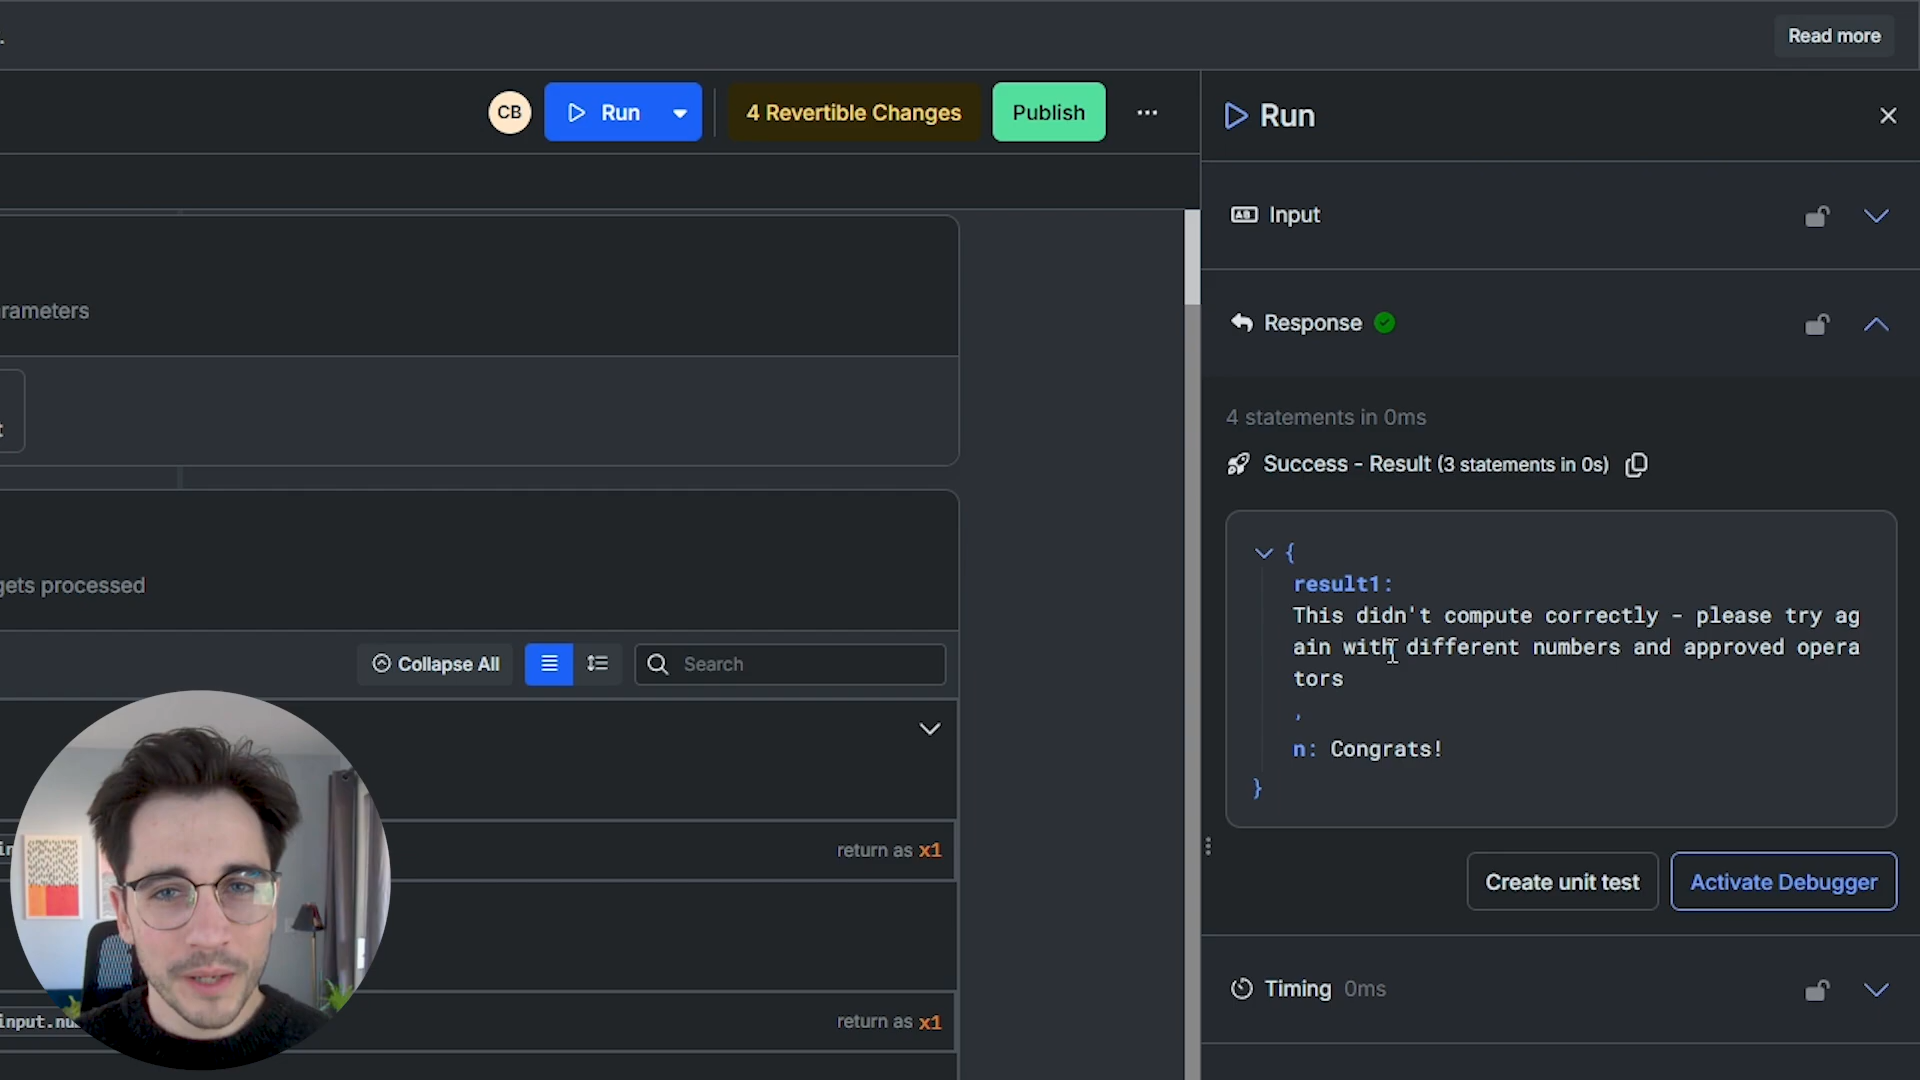 .
Read more
CB
Run
4 Revertible Changes
Publish
Run
Input
rameters
Response
4 statements in 0ms
Success - Result (3 statements in 0s)
{
result1:
This didn't compute correctly - please try ag
ain with different numbers and approved opera
tors
,
n: Congrats!
}
gets processed
Collapse All
Search
return as x1
Create unit test
Activate Debugger
Timing 0ms
input.nu
return as x1